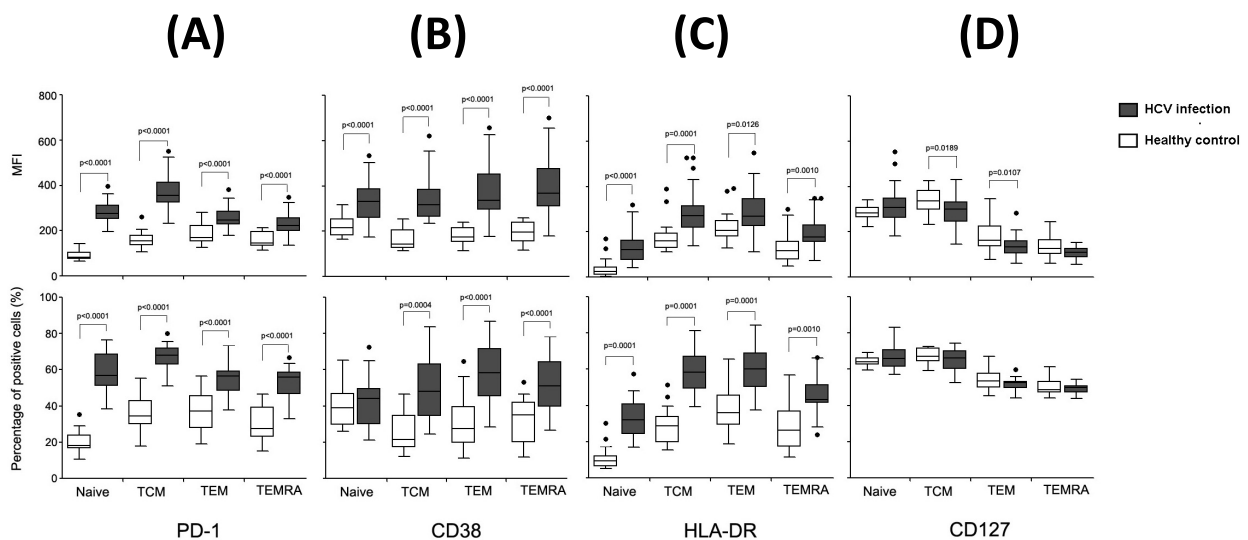 (A) (B) (C) (D)
MFI
800
600
400
200
0
p<0.0001 p<0.0001 p<0.0001 p<0.0001
p<0.0001 p<0.0001 p<0.0001 p<0.0001
p<0.0001 p=0.0001 p=0.0126 p=0.0010
p=0.0189 p=0.0107
HCV infection
Healthy control
Percentage of positive cells (%)
100
80
60
40
20
0
p<0.0001 p<0.0001 p<0.0001 p<0.0001
p=0.0004 p<0.0001 p<0.0001
p=0.0001 p=0.0001 p=0.0001 p=0.0010
Naive TCM TEM TEMRA Naive TCM TEM TEMRA Naive TCM TEM TEMRA Naive TCM TEM TEMRA
PD-1 CD38 HLA-DR CD127